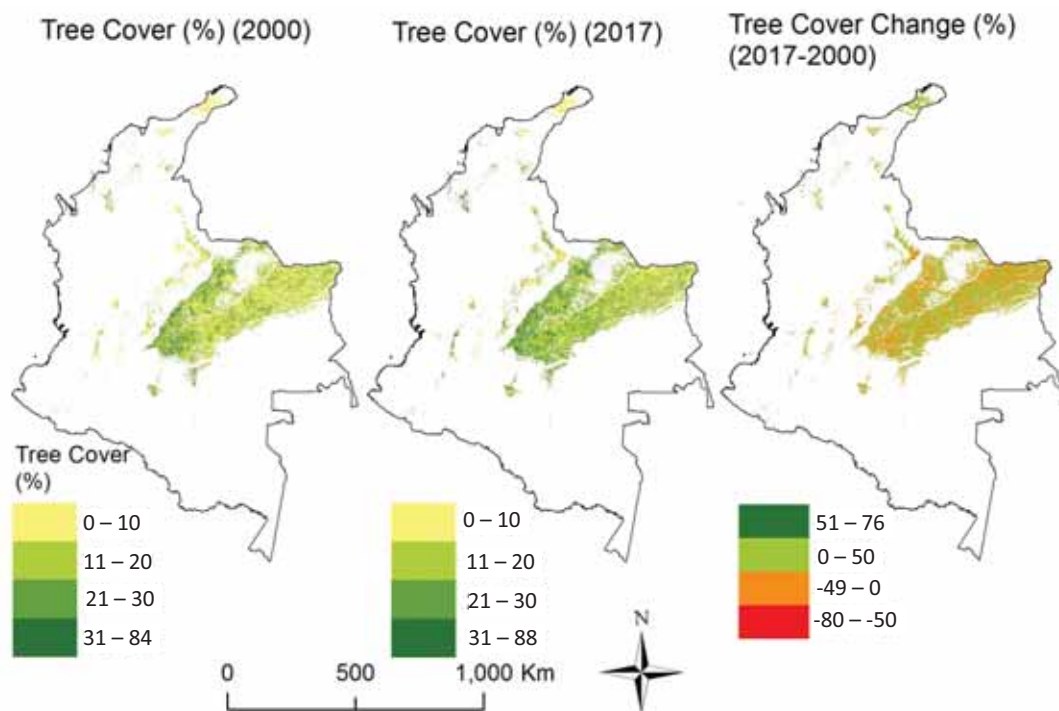 Tree Cover (%) (2000)
Tree Cover (%) (2017)
Tree Cover Change (%)
(2017-2000)
Tree Cover
(%)
0 – 10
11 – 20
21 – 30
31 – 84
0 – 10
11 – 20
21 – 30
31 – 88
51 – 76
0 – 50
-49 – 0
-80 – -50
N
0 500 1,000 Km